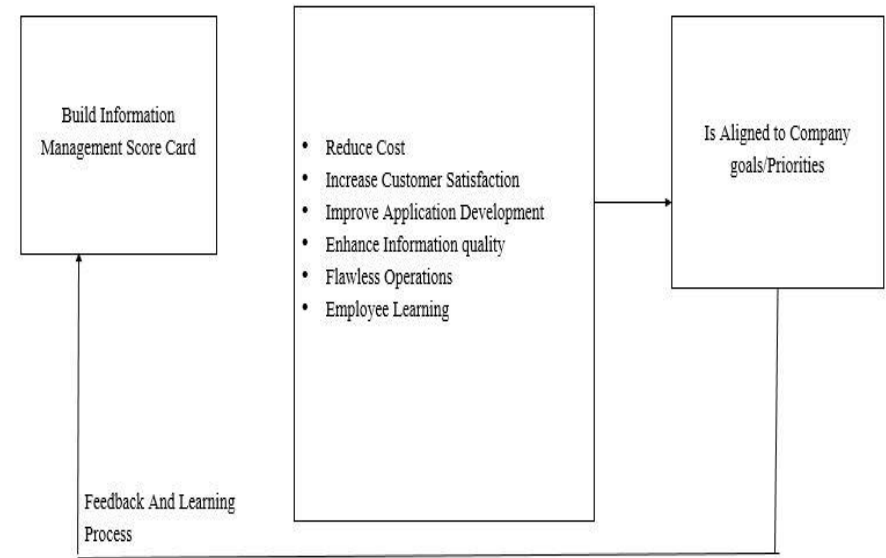 Build Information
Management Score Card
• Reduce Cost
• Increase Customer Satisfaction
• Improve Application Development
• Enhance Information quality
• Flawless Operations
• Employee Learning
Is Aligned to Company
goals/Priorities
Feedback And Learning
Process